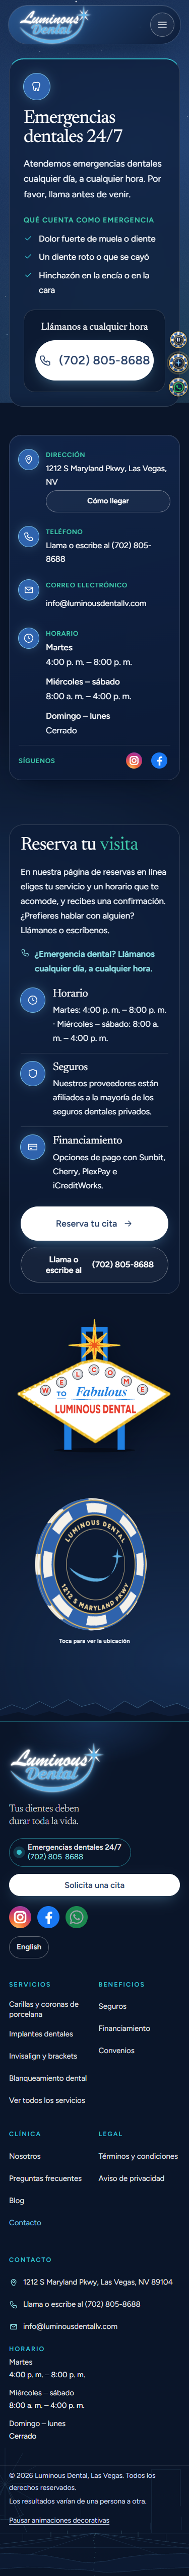 Luminous
Dental
Emergencias
dentales 24/7
Atendemos emergencias dentales
cualquier día, a cualquier hora. Por
favor, llama antes de venir.
QUÉ CUENTA COMO EMERGENCIA
Dolor fuerte de muela o diente
Un diente roto o que se cayó
Hinchazón en la encía o en la
cara
Llámanos a cualquier hora
(702) 805-8688
DIRECCIÓN
1212 S Maryland Pkwy, Las Vegas,
NV
Cómo llegar
TELÉFONO
Llama o escribe al (702) 805-
8688
CORREO ELECTRÓNICO
info@luminousdentallv.com
HORARIO
Martes
4:00 p. m. – 8:00 p. m.
Miércoles – sábado
8:00 a. m. – 4:00 p. m.
Domingo – lunes
Cerrado
SÍGUENOS
Reserva tu visita
En nuestra página de reservas en línea
eliges tu servicio y un horario que te
acomode, y recibes una confirmación.
¿Prefieres hablar con alguien?
Llámanos o escríbenos.
¿Emergencia dental? Llámanos
cualquier día, a cualquier hora.
Horario
Martes: 4:00 p. m. – 8:00 p. m.
· Miércoles – sábado: 8:00 a.
m. – 4:00 p. m.
Seguros
Nuestros proveedores están
afiliados a la mayoría de los
seguros dentales privados.
Financiamiento
Opciones de pago con Sunbit,
Cherry, PlexPay e
iCreditWorks.
Reserva tu cita
Llama o
escribe al
(702) 805-8688
WELCOME
TO Fabulous
LUMINOUS DENTAL
LUMINOUS DENTAL
1212 S MARYLAND PKWY
Toca para ver la ubicación
Luminous
Dental
Tus dientes deben
durar toda la vida.
Emergencias dentales 24/7
(702) 805-8688
Solicita una cita
English
SERVICIOS
Carillas y coronas de
porcelana
Implantes dentales
Invisalign y brackets
Blanqueamiento dental
Ver todos los servicios
BENEFICIOS
Seguros
Financiamiento
Convenios
CLÍNICA
Nosotros
Preguntas frecuentes
Blog
Contacto
LEGAL
Términos y condiciones
Aviso de privacidad
CONTACTO
1212 S Maryland Pkwy, Las Vegas, NV 89104
Llama o escribe al (702) 805-8688
info@luminousdentallv.com
HORARIO
Martes
4:00 p. m. – 8:00 p. m.
Miércoles – sábado
8:00 a. m. – 4:00 p. m.
Domingo – lunes
Cerrado
© 2026 Luminous Dental, Las Vegas. Todos los
derechos reservados.
Los resultados varían de una persona a otra.
Pausar animaciones decorativas